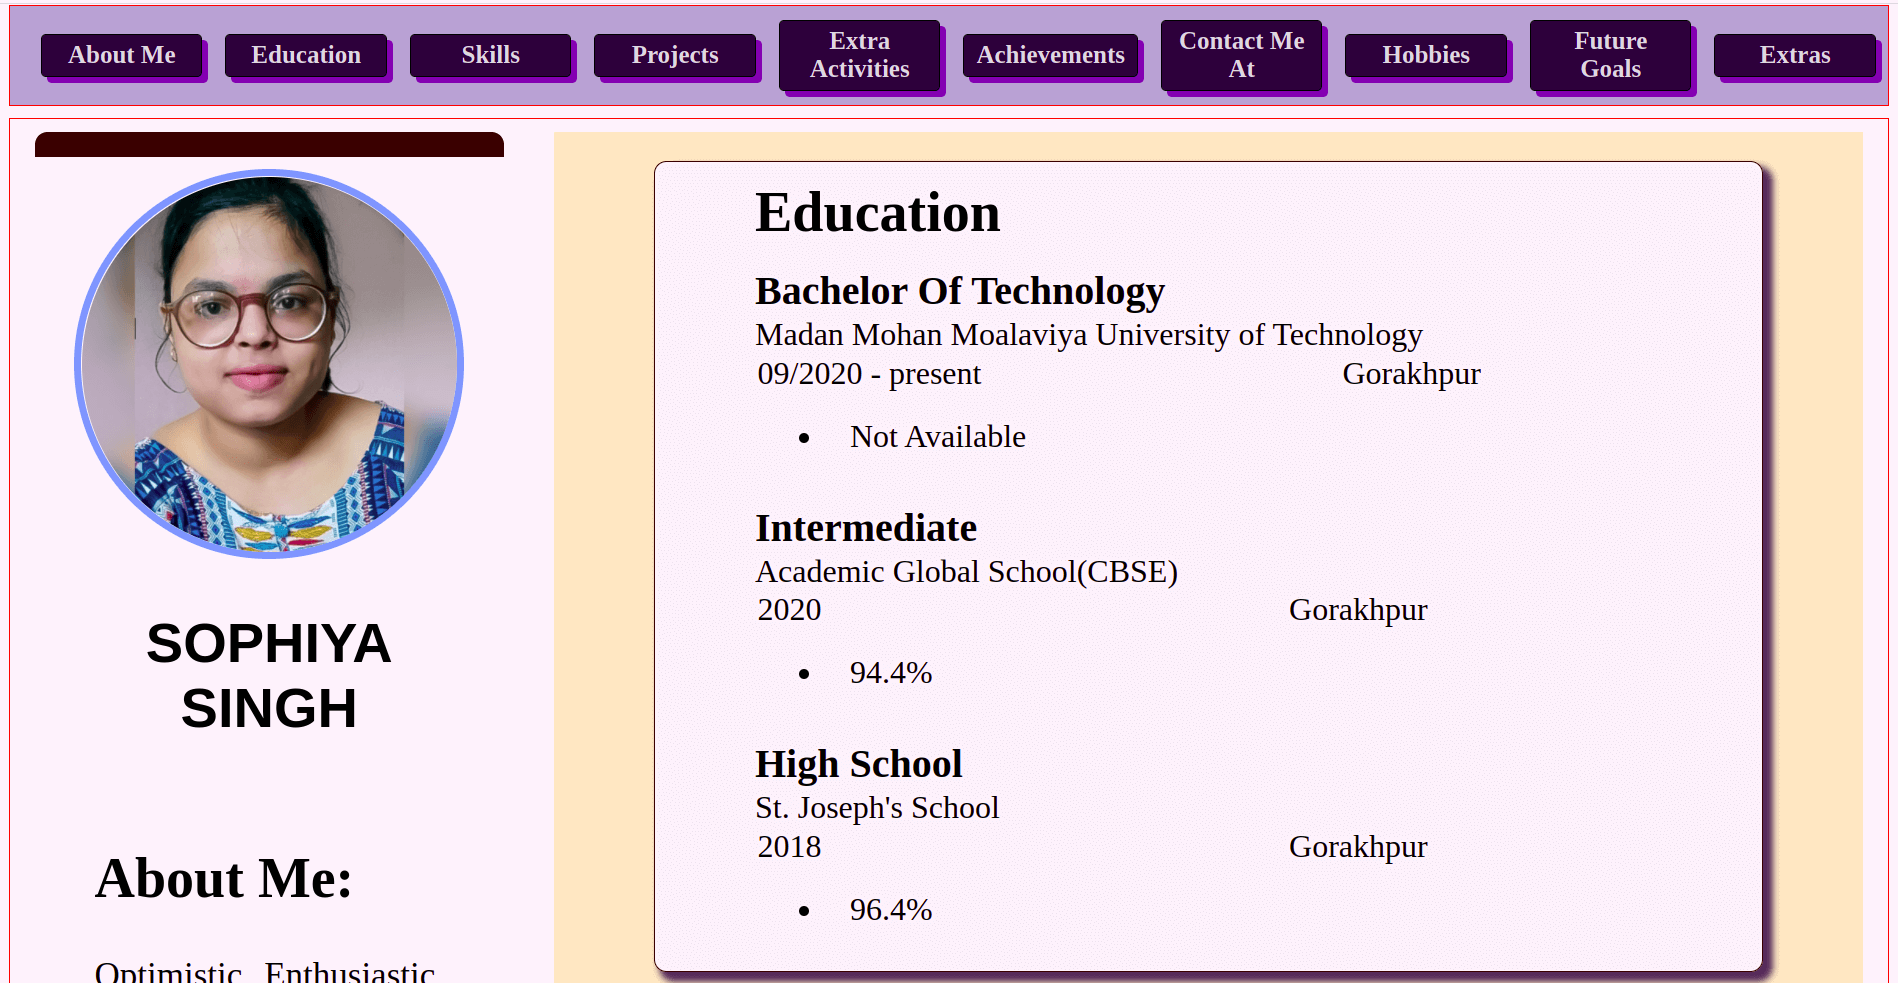 About Me
Education
Skills
Projects
Extra
Activities
Achievements
Contact Me
At
Hobbies
Future
Goals
Extras
SOPHIYA
SINGH
About Me:
Optimistic Enthusiastic
Education
Bachelor Of Technology
Madan Mohan Moalaviya University of Technology
09/2020 - present Gorakhpur
• Not Available
Intermediate
Academic Global School(CBSE)
2020 Gorakhpur
• 94.4%
High School
St. Joseph's School
2018 Gorakhpur
• 96.4%